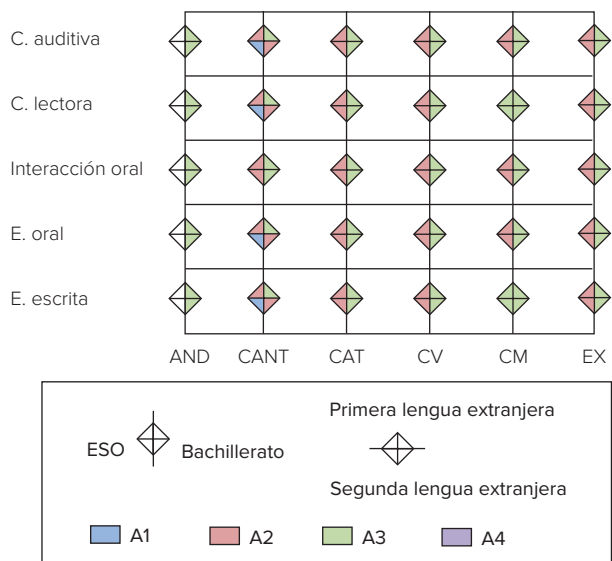 C. auditiva
C. lectora
Interacción oral
E. oral
E. escrita
AND CANT CAT CV CM EX
Primera lengua extranjera
ESO Bachillerato
Segunda lengua extranjera
A1 A2 A3 A4